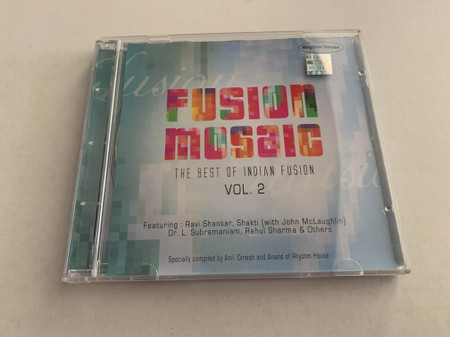 Rhythm House
Fusion
FUSION
MOSAIC
THE BEST OF INDIAN FUSION
VOL. 2
Featuring : Ravi Shankar, Shakti (with John McLaughlin)
Dr. L. Subramaniam, Rahul Sharma & Others
Specially compiled by Anil, Dinesh and Anand of Rhythm House